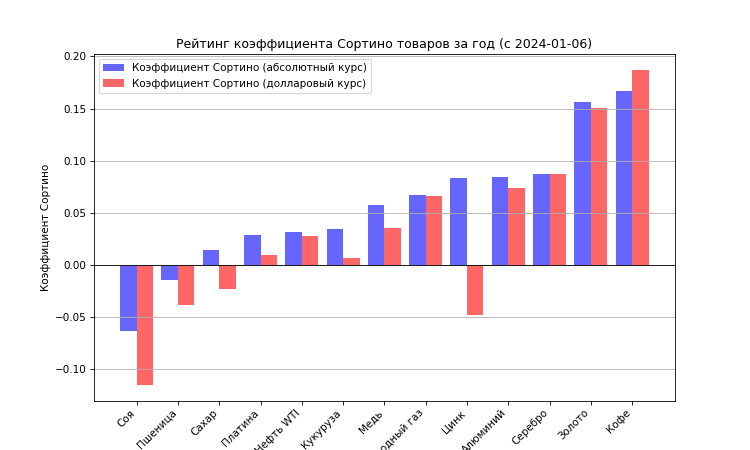 Рейтинг коэффициента Сортино товаров за год (с 2024-01-06)
Коэффициент Сортино (абсолютный курс)
Коэффициент Сортино (долларовый курс)
Коэффициент Сортино
0.20
0.15
0.10
0.05
0.00
−0.05
−0.10
Соя
Пшеница
Сахар
Платина
Нефть WTI
Кукуруза
Медь
газ
Цинк
Алюминий
Серебро
Золото
Кофе